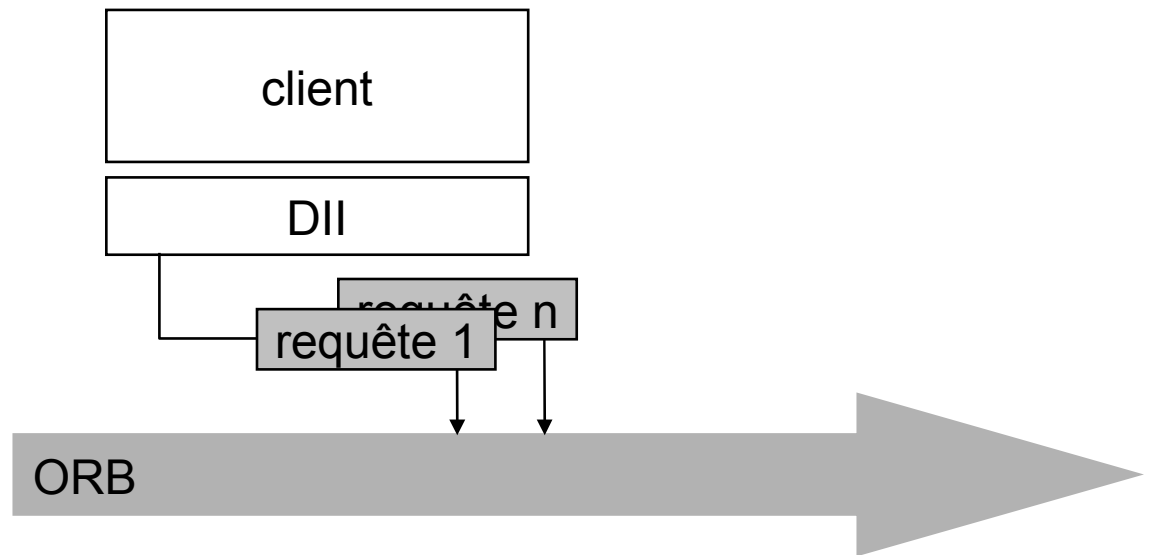 client
DII
requête n
requête 1
ORB